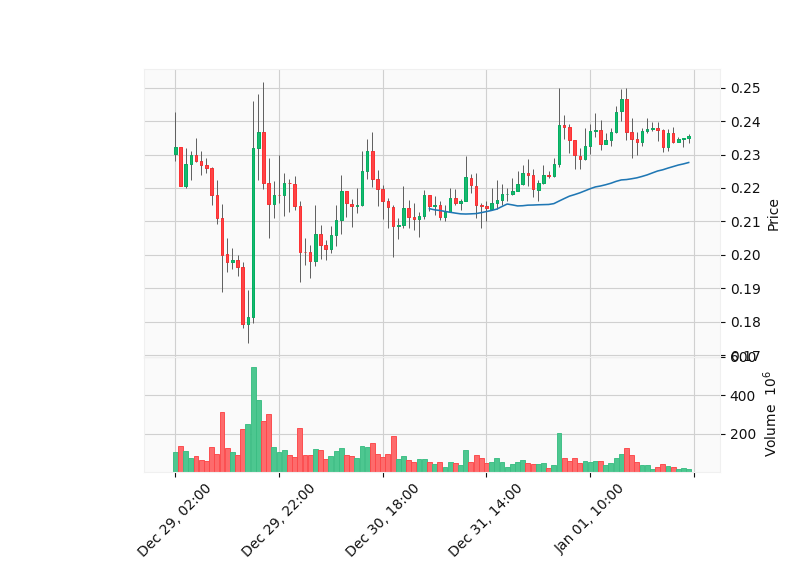 0.25
0.24
0.23
0.22
0.21
0.20
0.19
0.18
0.17
Price
600
400
200
Volume 10^6
Dec 29, 02:00
Dec 29, 22:00
Dec 30, 18:00
Dec 31, 14:00
Jan 01, 10:00